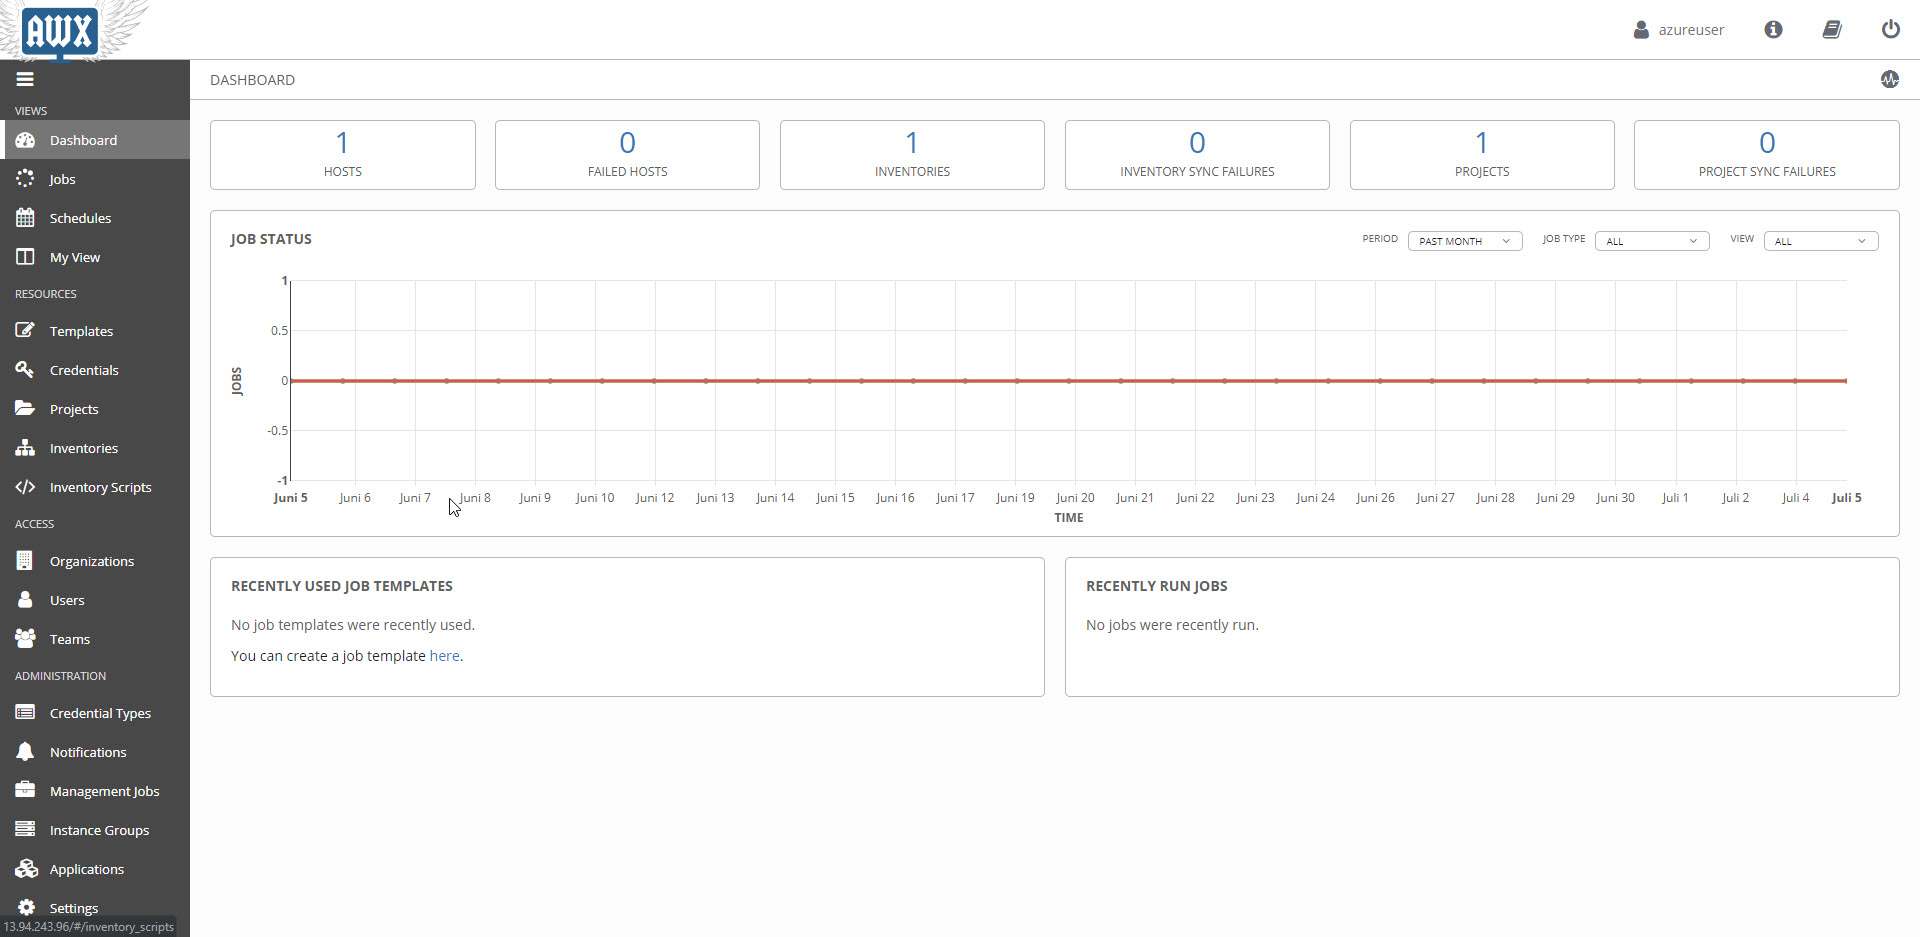 AWX
azureuser
DASHBOARD
VIEWS
Dashboard
Jobs
Schedules
My View
RESOURCES
Templates
Credentials
Projects
Inventories
Inventory Scripts
ACCESS
Organizations
Users
Teams
ADMINISTRATION
Credential Types
Notifications
Management Jobs
Instance Groups
Applications
Settings
13.94.243.96/#/inventory_scripts
1 0 1 0 1 0
HOSTS FAILED HOSTS INVENTORIES INVENTORY SYNC FAILURES PROJECTS PROJECT SYNC FAILURES
JOB STATUS PERIOD PAST MONTH JOB TYPE ALL VIEW ALL
1
0.5
0
-0.5
-1
JOBS
Juni 5 Juni 6 Juni 7 Juni 8 Juni 9 Juni 10 Juni 12 Juni 13 Juni 14 Juni 15 Juni 16 Juni 17 Juni 19 Juni 20 Juni 21 Juni 22 Juni 23 Juni 24 Juni 26 Juni 27 Juni 28 Juni 29 Juni 30 Juli 1 Juli 2 Juli 4 Juli 5
TIME
RECENTLY USED JOB TEMPLATES
No job templates were recently used.
You can create a job template here.
RECENTLY RUN JOBS
No jobs were recently run.